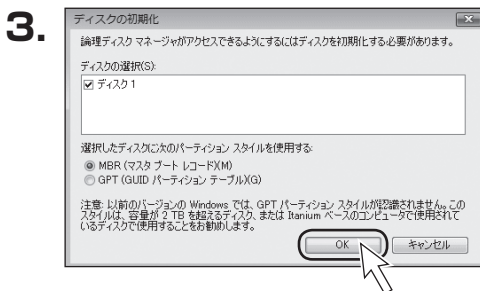 3.
ディスクの初期化
論理ディスク マネージャがアクセスできるようにするにはディスクを初期化する必要があります。
ディスクの選択(S):
ディスク 1
選択したディスクに次のパーティション スタイルを使用する:
MBR (マスタ ブート レコード)(M)
GPT (GUID パーティション テーブル)(G)
注意: 以前のバージョンの Windows では、GPT パーティション スタイルが認識されません。この
スタイルは、容量が 2 TB を超えるディスク、または Itanium ベースのコンピュータで使用されて
いるディスクで使用することをお勧めします。
OK キャンセル